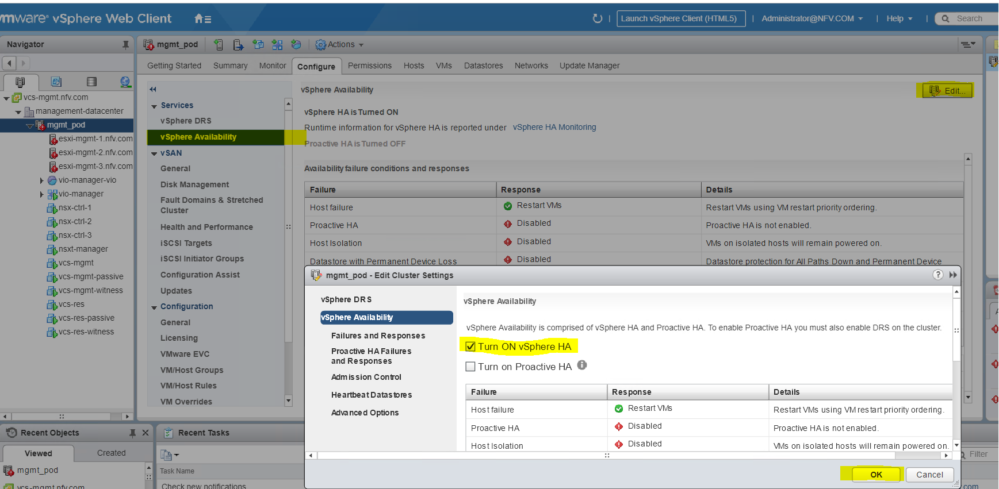 vmware® vSphere Web Client
Launch vSphere Client (HTML5)
Administrator@NFV.COM
Help
Search
Navigator
vcs-mgmt.nfv.com
management-datacenter
mgmt_pod
esxi-mgmt-1.nfv.com
esxi-mgmt-2.nfv.com
esxi-mgmt-3.nfv.com
vio-manager-vio
vio-manager
nsx-ctrl-1
nsx-ctrl-2
nsx-ctrl-3
nsxt-manager
vcs-mgmt
vcs-mgmt-passive
vcs-mgmt-witness
vcs-res
vcs-res-passive
vcs-res-witness
mgmt_pod
Actions
Getting Started Summary Monitor Configure Permissions Hosts VMs Datastores Networks Update Manager
Services
vSphere DRS
vSphere Availability
vSAN
General
Disk Management
Fault Domains & Stretched
Cluster
Health and Performance
iSCSI Targets
iSCSI Initiator Groups
Configuration Assist
Updates
Configuration
General
Licensing
VMware EVC
VM/Host Groups
VM/Host Rules
VM Overrides
vSphere Availability
Edit...
vSphere HA is Turned ON
Runtime information for vSphere HA is reported under vSphere HA Monitoring
Proactive HA is Turned OFF
Availability failure conditions and responses
Failure Response Details
Host failure Restart VMs Restart VMs using VM restart priority ordering.
Proactive HA Disabled Proactive HA is not enabled.
Host Isolation Disabled VMs on isolated hosts will remain powered on.
Datastore with Permanent Device Loss Disabled Datastore protection for All Paths Down and Permanent Device
mgmt_pod - Edit Cluster Settings
vSphere DRS
vSphere Availability
Failures and Responses
Proactive HA Failures
and Responses
Admission Control
Heartbeat Datastores
Advanced Options
vSphere Availability
vSphere Availability is comprised of vSphere HA and Proactive HA. To enable Proactive HA you must also enable DRS on the cluster.
Turn ON vSphere HA
Turn on Proactive HA
Failure Response Details
Host failure Restart VMs Restart VMs using VM restart priority ordering.
Proactive HA Disabled Proactive HA is not enabled.
Host Isolation Disabled VMs on isolated hosts will remain powered on.
OK
Cancel
Recent Objects
Viewed Created
mgmt_pod
vcs-mgmt.nfv.com
Recent Tasks
Task Name
Check new notifications
Filter
.com